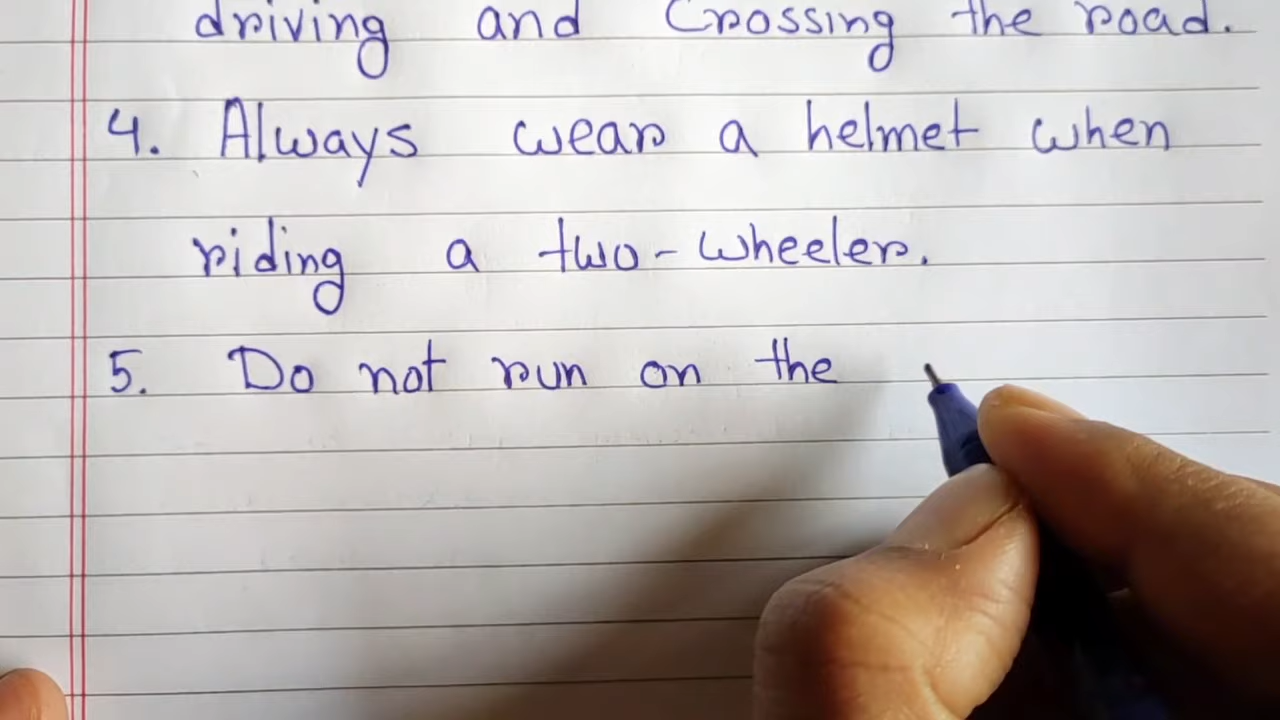 driving and Crossing the road.
4. Always wear a helmet when
riding a two-wheeler.
5. Do not run on the